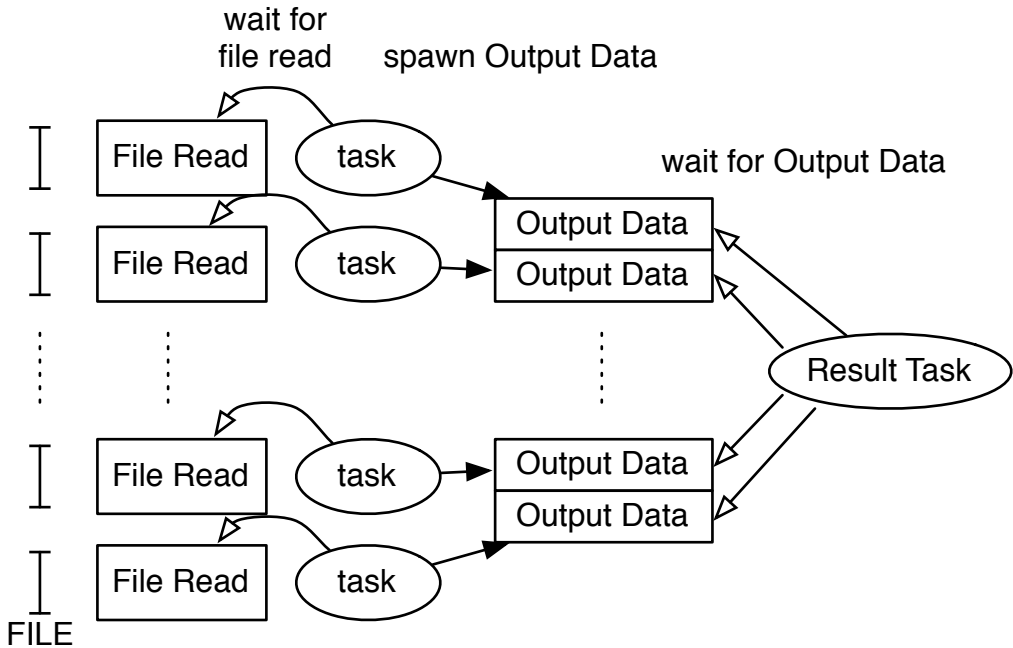 wait for
file read
spawn Output Data
File Read
task
wait for Output Data
Output Data
File Read
task
Output Data
Result Task
File Read
task
Output Data
Output Data
File Read
task
FILE